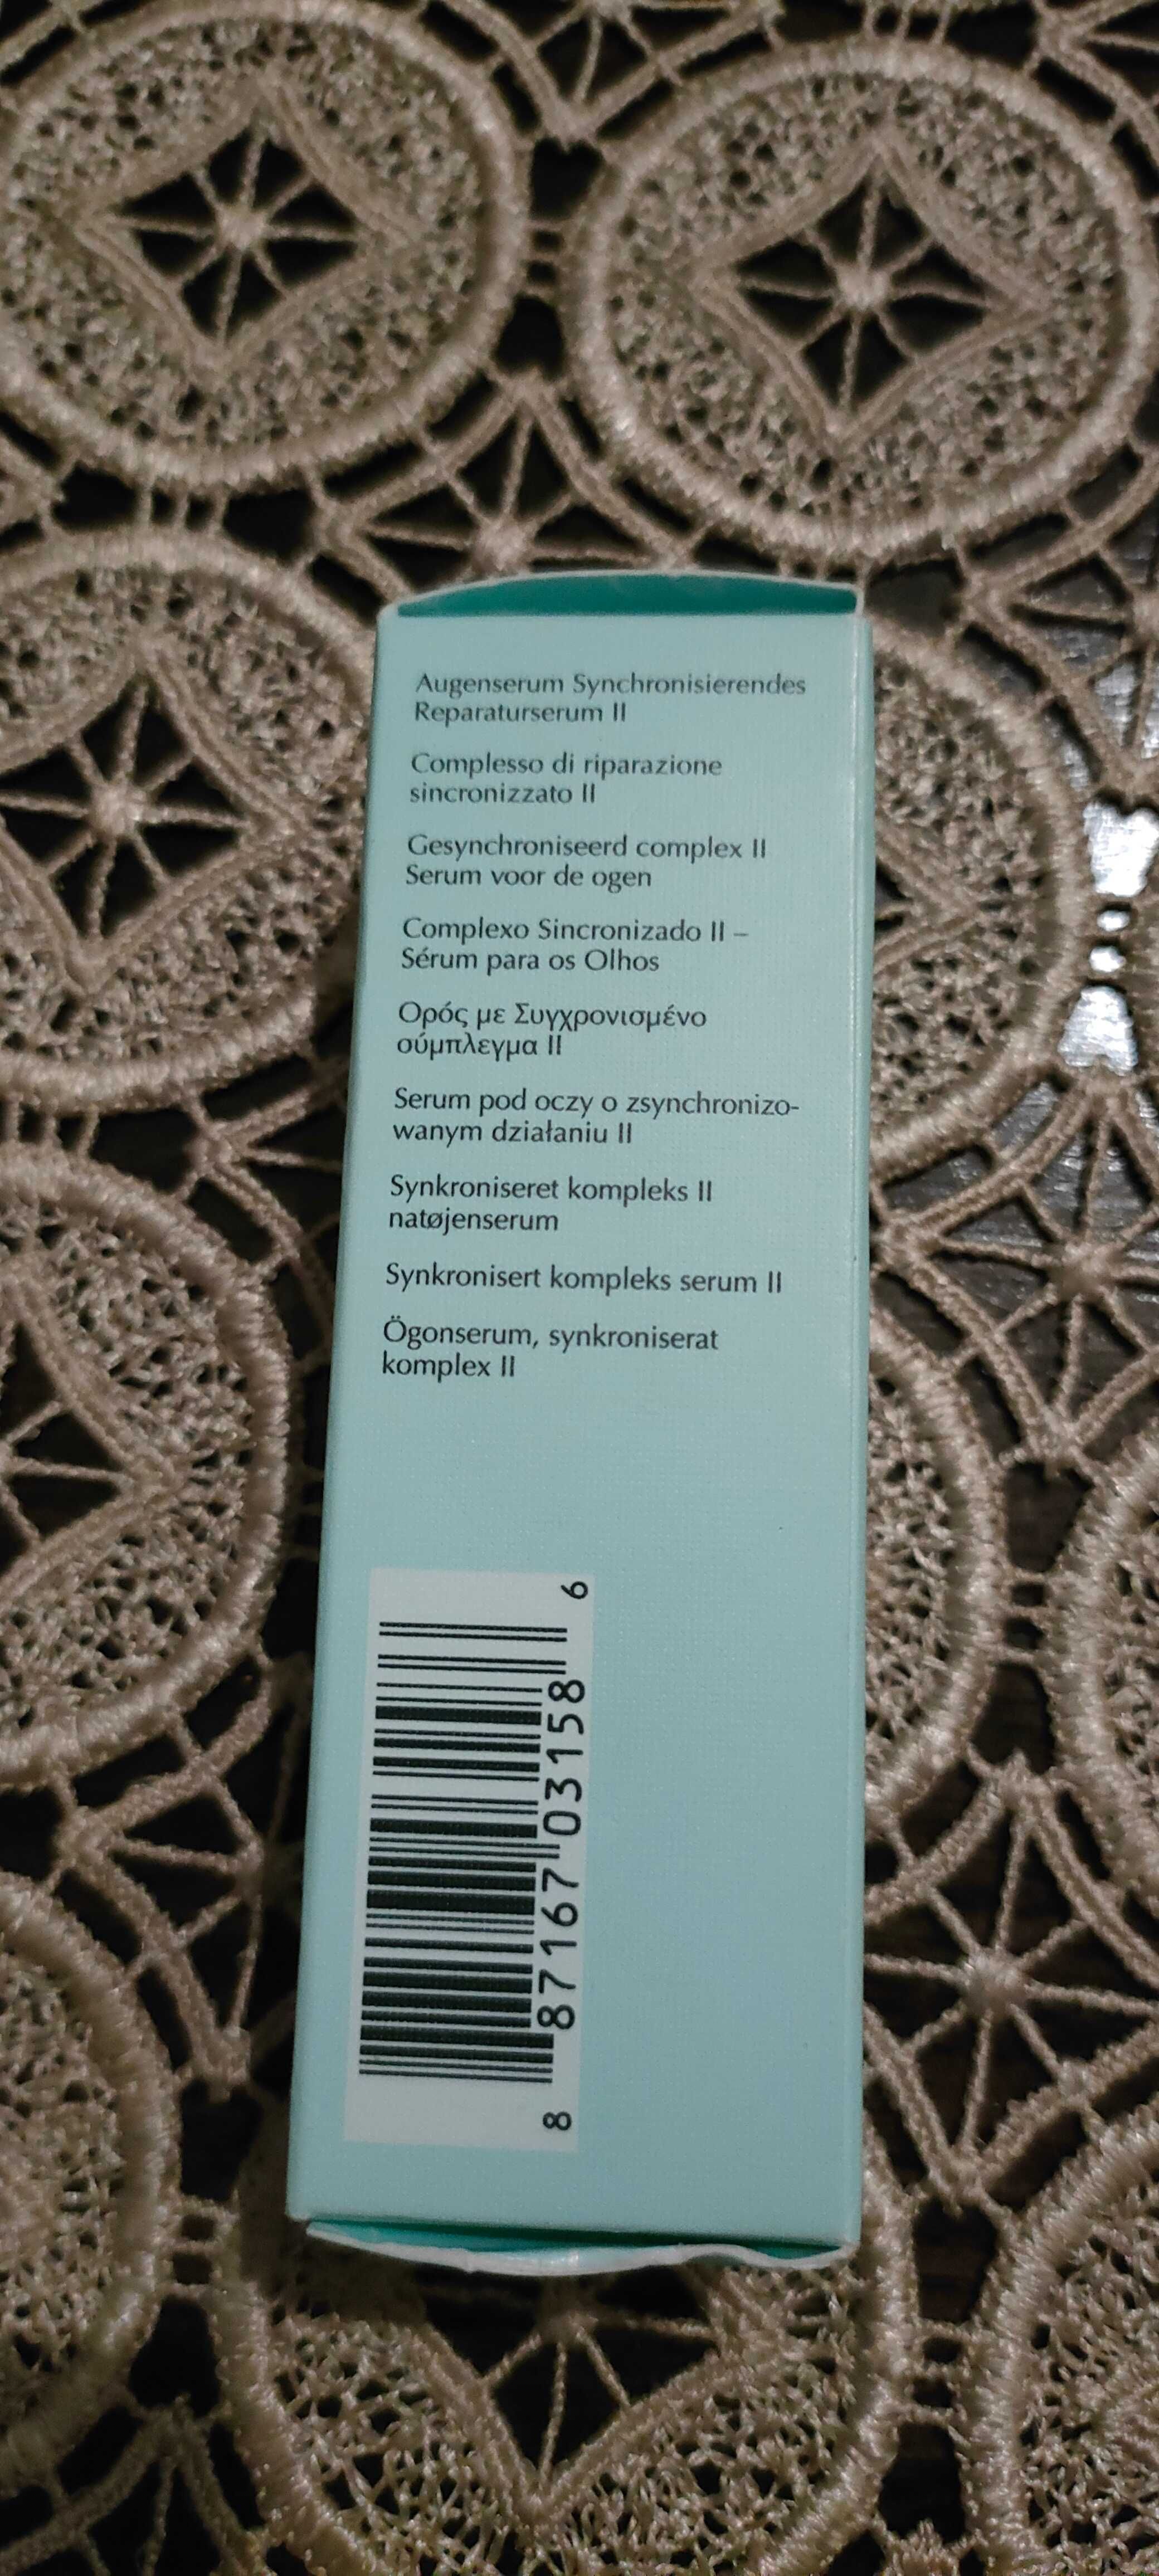 Augenserum Synchronisierendes
Reparaturserum II
Complesso di riparazione
sincronizzato II
Gesynchroniseerd complex II
Serum voor de ogen
Complexo Sincronizado II –
Sérum para os Olhos
Ορός με Συγχρονισμένο
σύμπλεγμα II
Serum pod oczy o zsynchronizo-
wanym działaniu II
Synkroniseret kompleks II
natøjenserum
Synkronisert kompleks serum II
Ögonserum, synkroniserat
komplex II
8 87167 03158 6